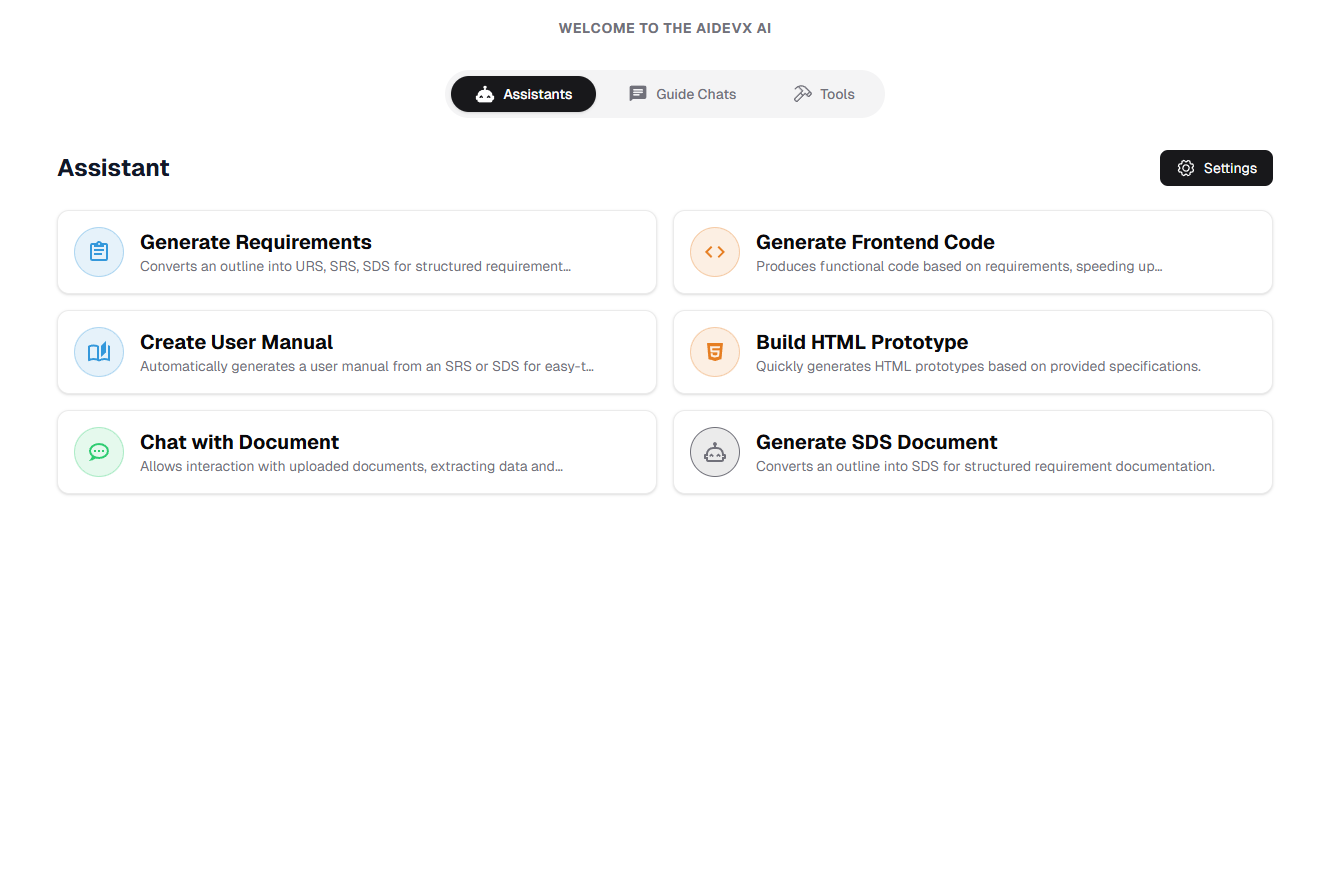 WELCOME TO THE AIDEVX AI
Assistants
Guide Chats
Tools
Assistant
Settings
Generate Requirements
Converts an outline into URS, SRS, SDS for structured requirement...
Generate Frontend Code
Produces functional code based on requirements, speeding up...
Create User Manual
Automatically generates a user manual from an SRS or SDS for easy-t...
Build HTML Prototype
Quickly generates HTML prototypes based on provided specifications.
Chat with Document
Allows interaction with uploaded documents, extracting data and...
Generate SDS Document
Converts an outline into SDS for structured requirement documentation.